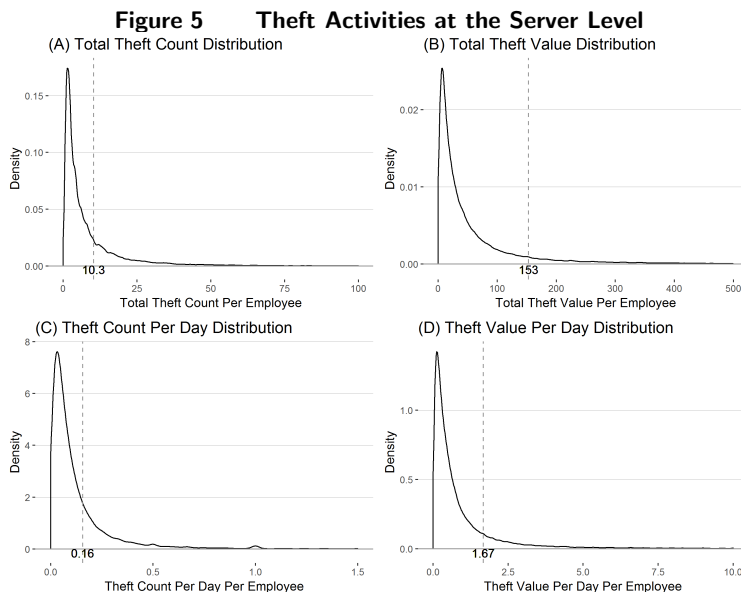 Figure 5 Theft Activities at the Server Level
(A) Total Theft Count Distribution
Density
0.15
0.10
0.05
0.00
10.3
0 25 50 75 100
Total Theft Count Per Employee
(B) Total Theft Value Distribution
Density
0.02
0.01
0.00
153
0 100 200 300 400 500
Total Theft Value Per Employee
(C) Theft Count Per Day Distribution
Density
8
6
4
2
0
0.16
0.0 0.5 1.0 1.5
Theft Count Per Day Per Employee
(D) Theft Value Per Day Distribution
Density
1.0
0.5
0.0
1.67
0.0 2.5 5.0 7.5 10.0
Theft Value Per Day Per Employee